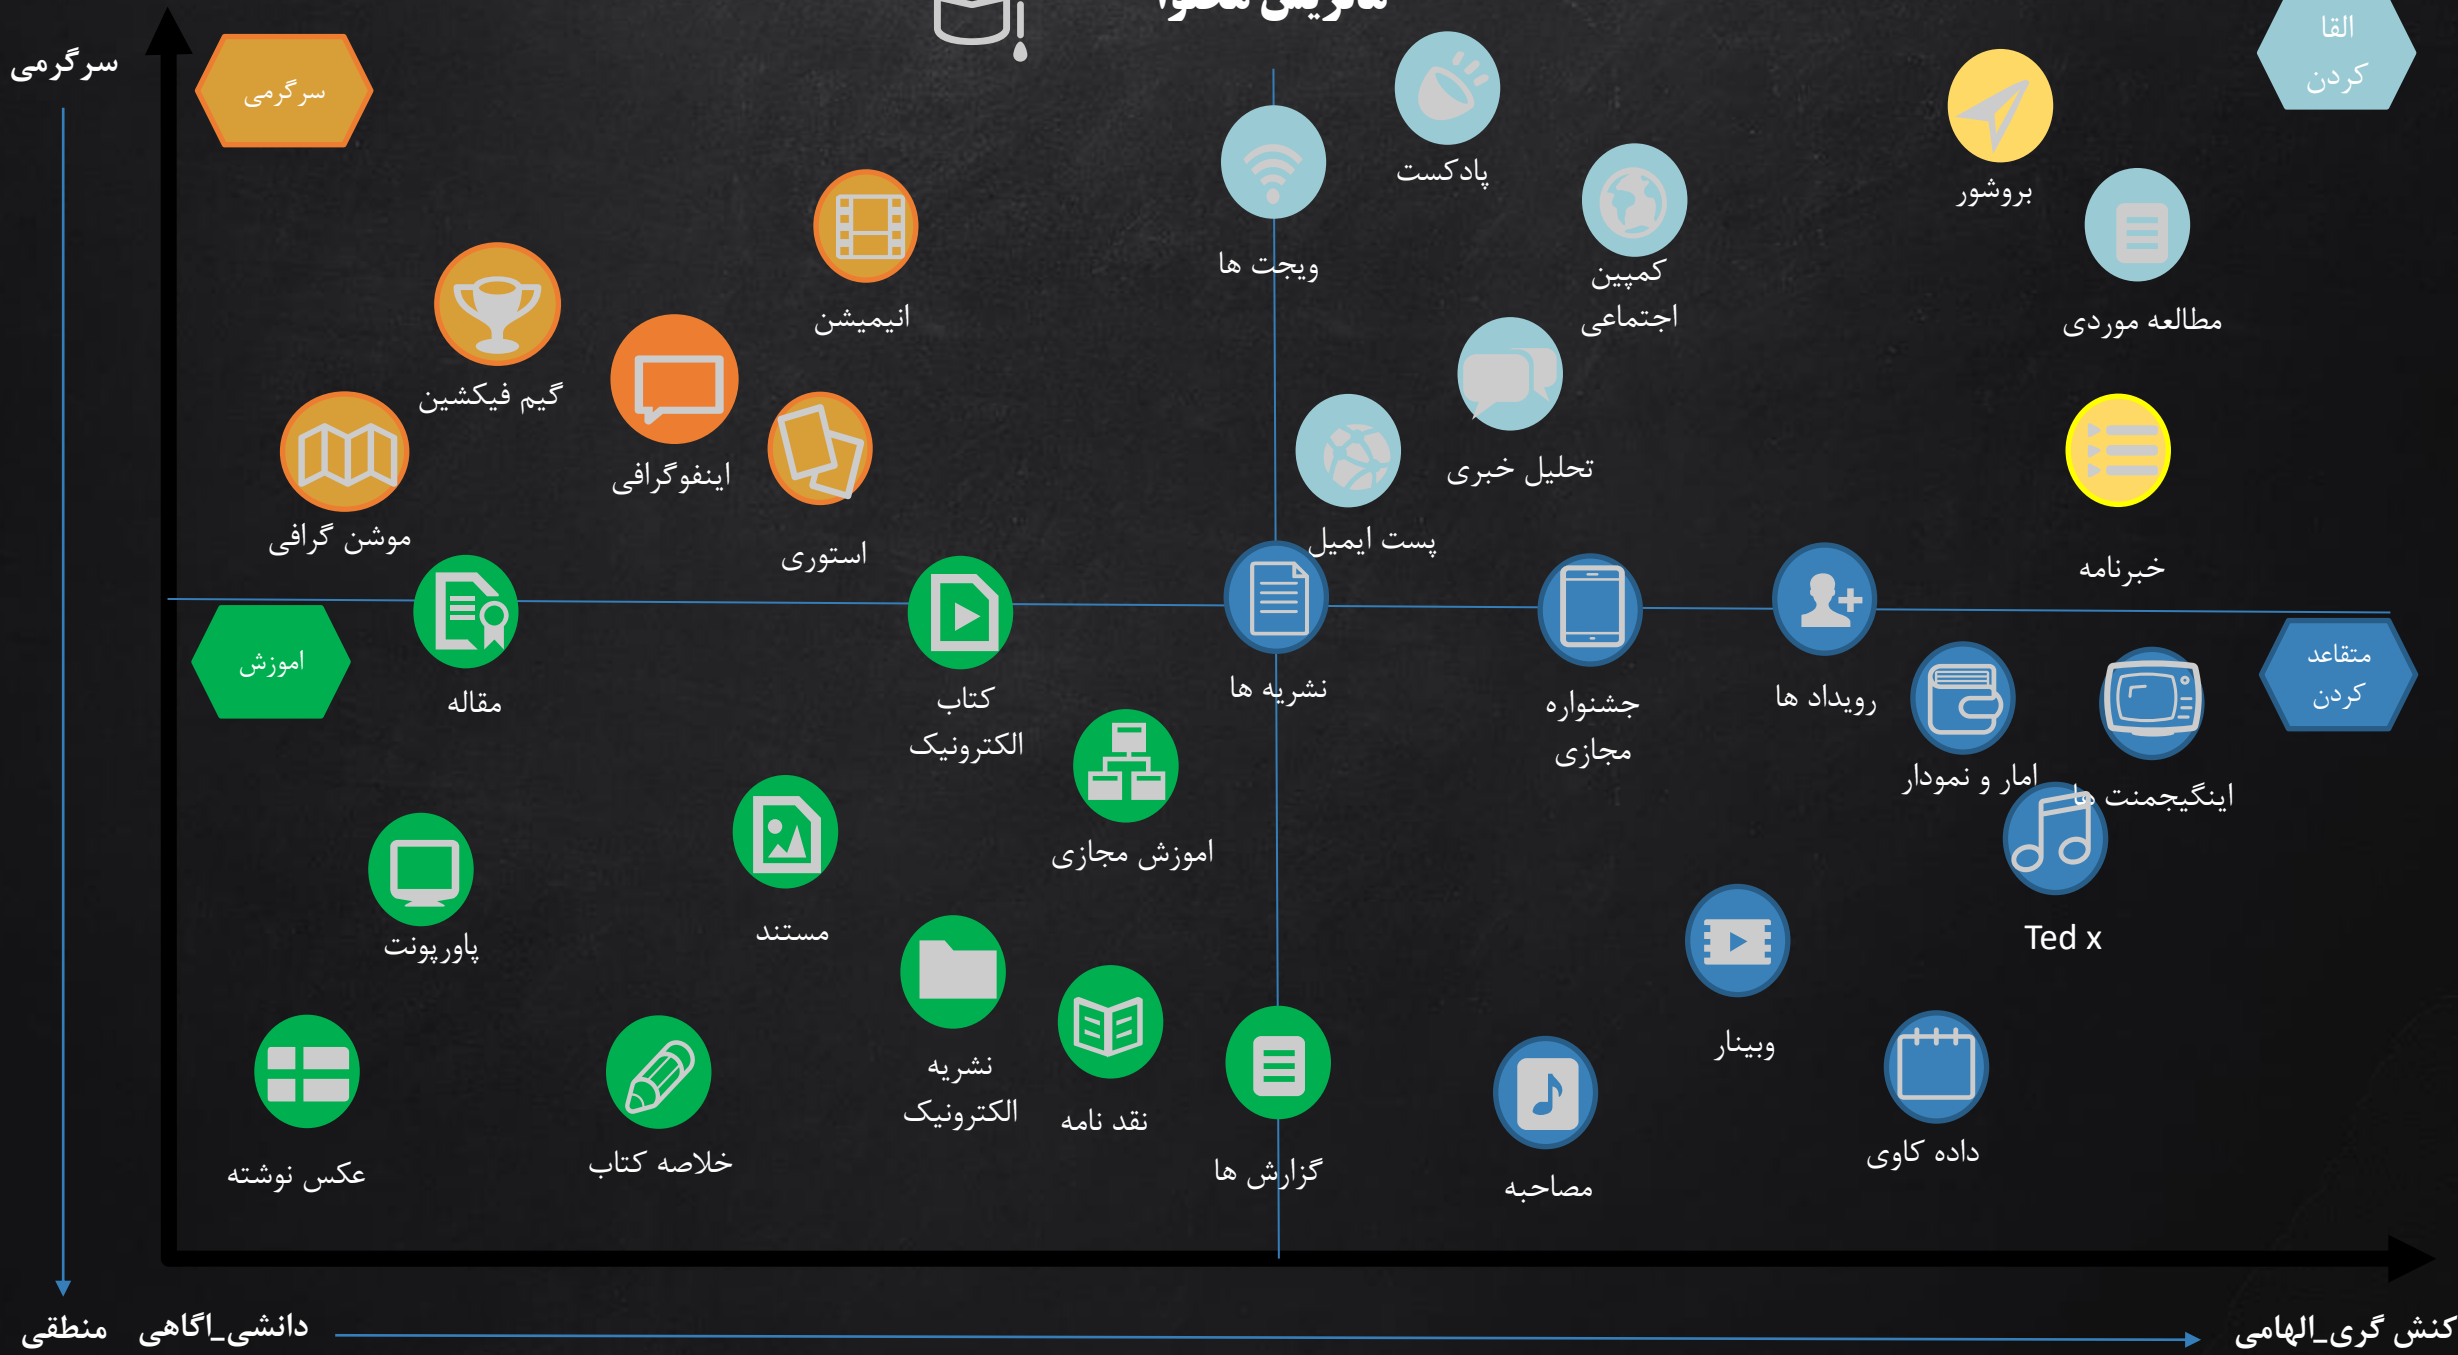 ماتریس محتوا
سرگرمی
سرگرمی
القا
کردن
پادکست
بروشور
ویجت ها
کمپین
اجتماعی
انیمیشن
مطالعه موردی
گیم فیکشین
اینفوگرافی
تحلیل خبری
موشن گرافی
استوری
پست ایمیل
خبرنامه
اموزش
مقاله
کتاب
الکترونیک
نشریه ها
جشنواره
مجازی
رویداد ها
متقاعد
کردن
امار و نمودار
اینگیجمنت ها
اموزش مجازی
پاورپونت
مستند
Ted x
وبینار
نشریه
الکترونیک
نقد نامه
عکس نوشته
خلاصه کتاب
گزارش ها
مصاحبه
داده کاوی
منطقی
دانشی_اگاهی
کنش گری_الهامی